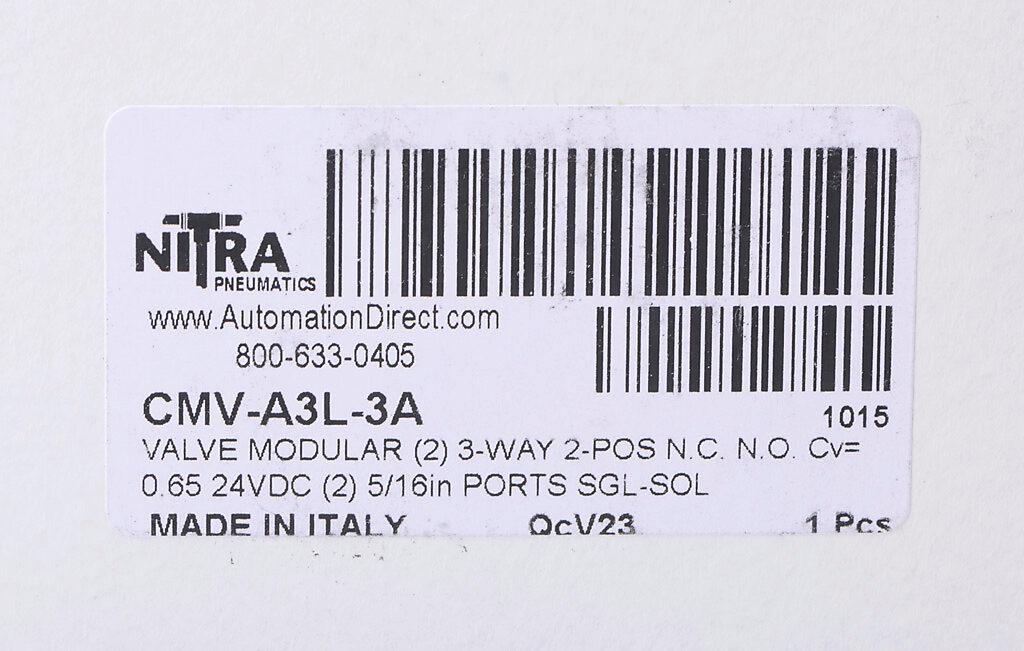 NITRA
PNEUMATICS
www.AutomationDirect.com
800-633-0405
CMV-A3L-3A
1015
VALVE MODULAR (2) 3-WAY 2-POS N.C. N.O. Cv=
0.65 24VDC (2) 5/16in PORTS SGL-SOL
MADE IN ITALY QcV23 1 Pcs